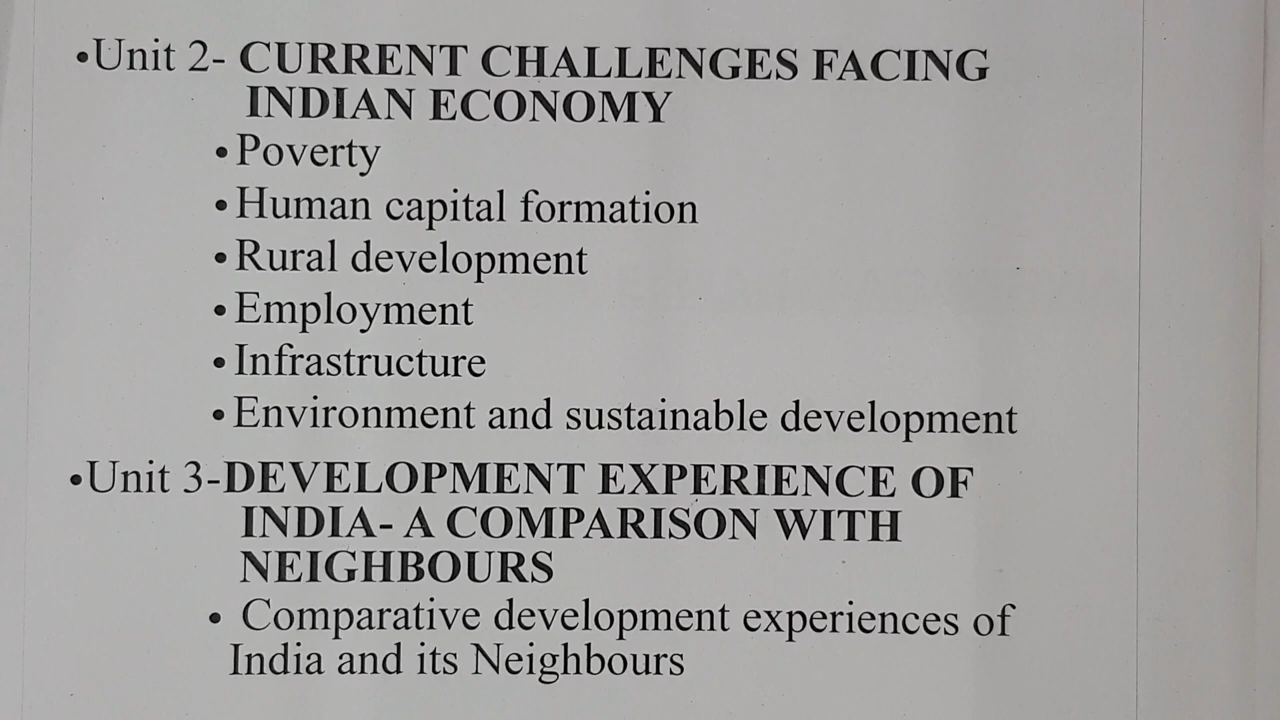 •Unit 2- CURRENT CHALLENGES FACING
INDIAN ECONOMY
•Poverty
•Human capital formation
•Rural development
•Employment
•Infrastructure
•Environment and sustainable development
•Unit 3-DEVELOPMENT EXPERIENCE OF
INDIA- A COMPARISON WITH
NEIGHBOURS
• Comparative development experiences of
India and its Neighbours